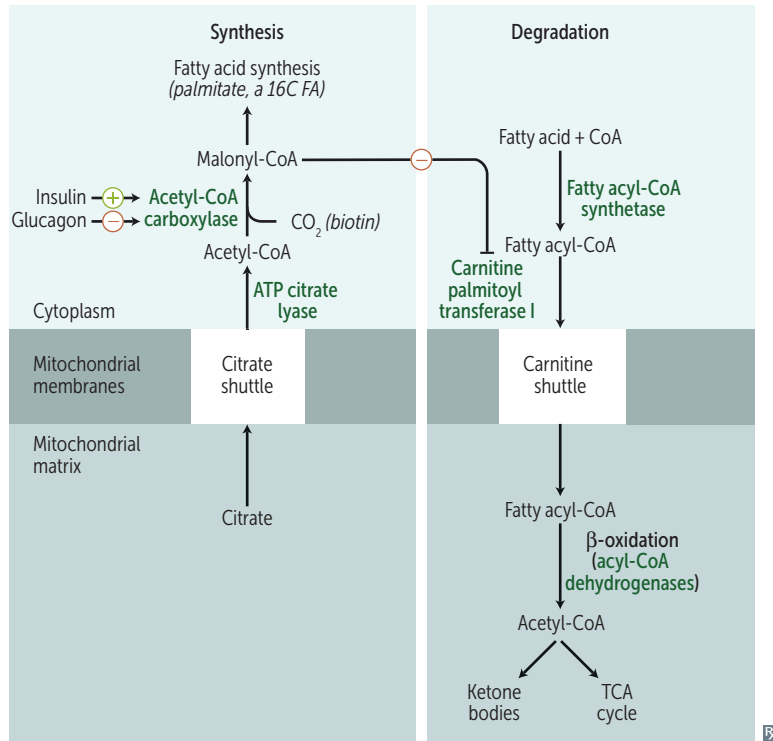 Synthesis
Fatty acid synthesis
(palmitate, a 16C FA)
Malonyl-CoA
−
Insulin + Acetyl-CoA
Glucagon − carboxylase
CO2 (biotin)
Acetyl-CoA
ATP citrate
lyase
Cytoplasm
Mitochondrial
membranes
Citrate
shuttle
Mitochondrial
matrix
Citrate
Degradation
Fatty acid + CoA
Fatty acyl-CoA
synthetase
Fatty acyl-CoA
Carnitine
palmitoyl
transferase I
Carnitine
shuttle
Fatty acyl-CoA
β-oxidation
(acyl-CoA
dehydrogenases)
Acetyl-CoA
Ketone
bodies
TCA
cycle
℞